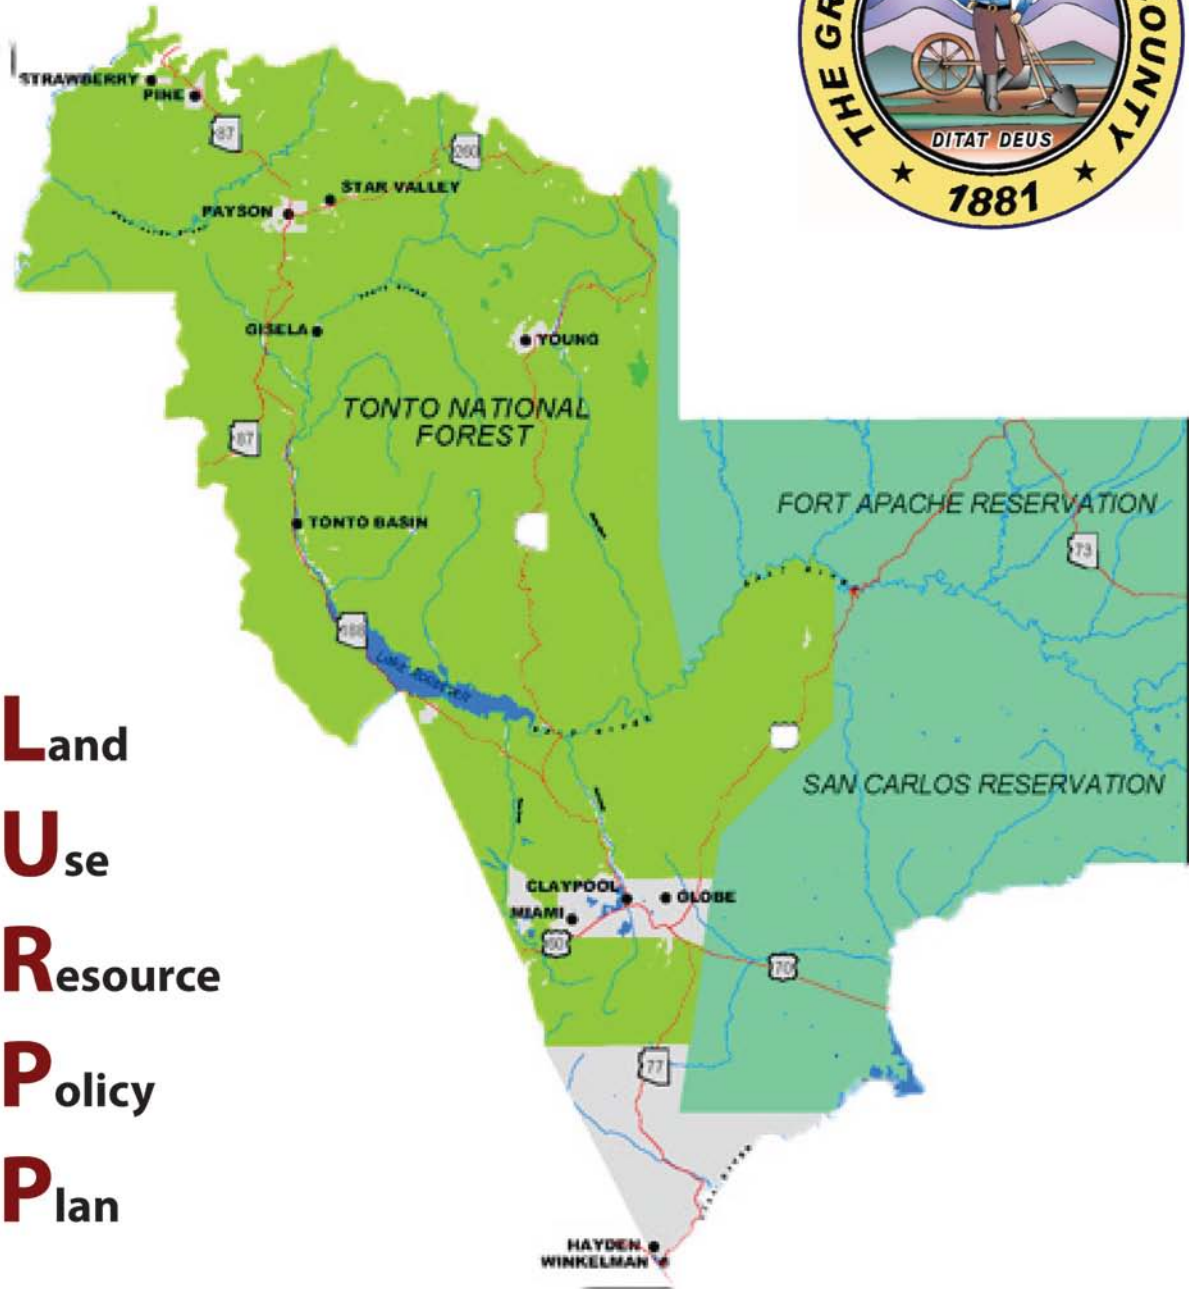 THE GR
OUNTY
DITAT DEUS
★ 1881 ★
STRAWBERRY
PINE
87
260
STAR VALLEY
PAYSON
GISELA
YOUNG
TONTO NATIONAL
FOREST
87
FORT APACHE RESERVATION
TONTO BASIN
73
188
SALT RIVER
Land
Use
SAN CARLOS RESERVATION
CLAYPOOL
GLOBE
MIAMI
60
70
Resource
77
Policy
Plan
HAYDEN
WINKELMAN